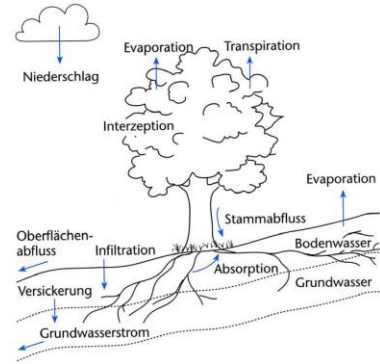 Evaporation
Transpiration
Niederschlag
Interzeption
Evaporation
Stammabfluss
Oberflächen-
abfluss
Infiltration
Bodenwasser
Absorption
Grundwasser
Versickerung
Grundwasserstrom